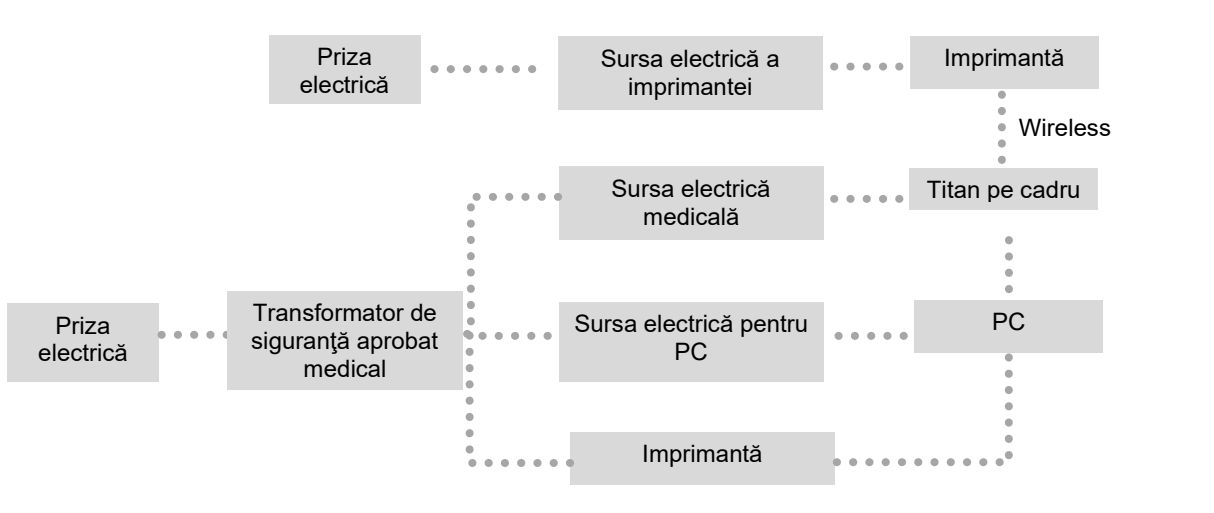 Priza
electrică
Sursa electrică a
imprimantei
Imprimantă
Wireless
Sursa electrică
medicală
Titan pe cadru
Priza
electrică
Transformator de
siguranţă aprobat
medical
Sursa electrică pentru
PC
PC
Imprimantă